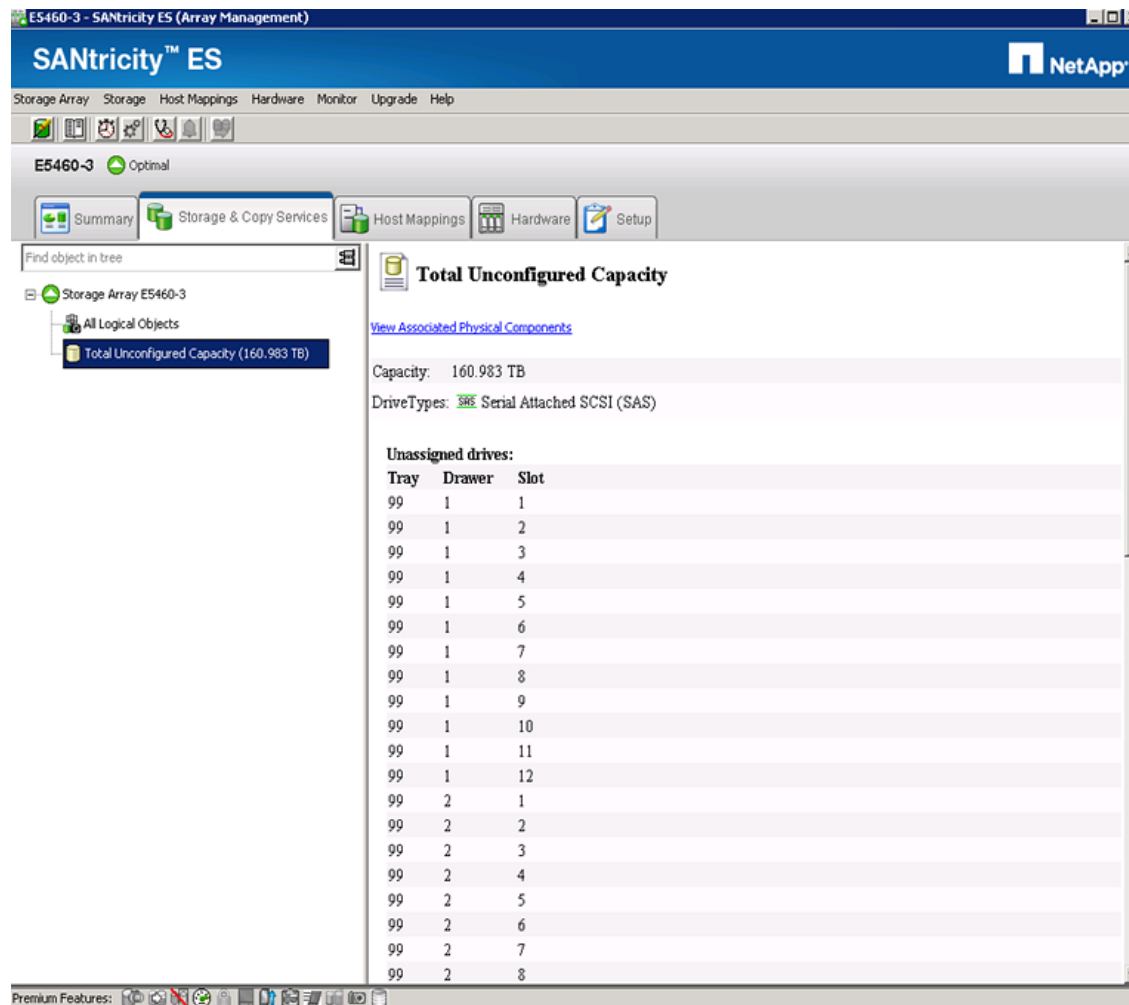 E5460-3 - SANtricity ES (Array Management)
SANtricity™ ES
NetApp
Storage Array Storage Host Mappings Hardware Monitor Upgrade Help
E5460-3 Optimal
Summary Storage & Copy Services Host Mappings Hardware Setup
Find object in tree
Storage Array E5460-3
All Logical Objects
Total Unconfigured Capacity (160.983 TB)
Total Unconfigured Capacity
View Associated Physical Components
Capacity: 160.983 TB
DriveTypes: SAS Serial Attached SCSI (SAS)
Unassigned drives:
Tray Drawer Slot
99 1 1
99 1 2
99 1 3
99 1 4
99 1 5
99 1 6
99 1 7
99 1 8
99 1 9
99 1 10
99 1 11
99 1 12
99 2 1
99 2 2
99 2 3
99 2 4
99 2 5
99 2 6
99 2 7
99 2 8
Premium Features: